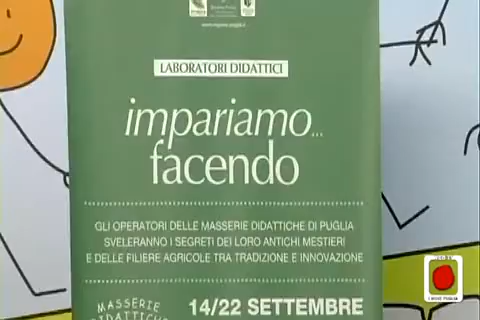 LABORATORI DIDATTICI
impariamo...
facendo
GLI OPERATORI DELLE MASSERIE DIDATTICHE DI PUGLIA
SVELERANNO I SEGRETI DEI LORO ANTICHI MESTIERI
E DELLE FILIERE AGRICOLE TRA TRADIZIONE E INNOVAZIONE
MASSERIE
DIDATTICHE
14/22 SETTEMBRE